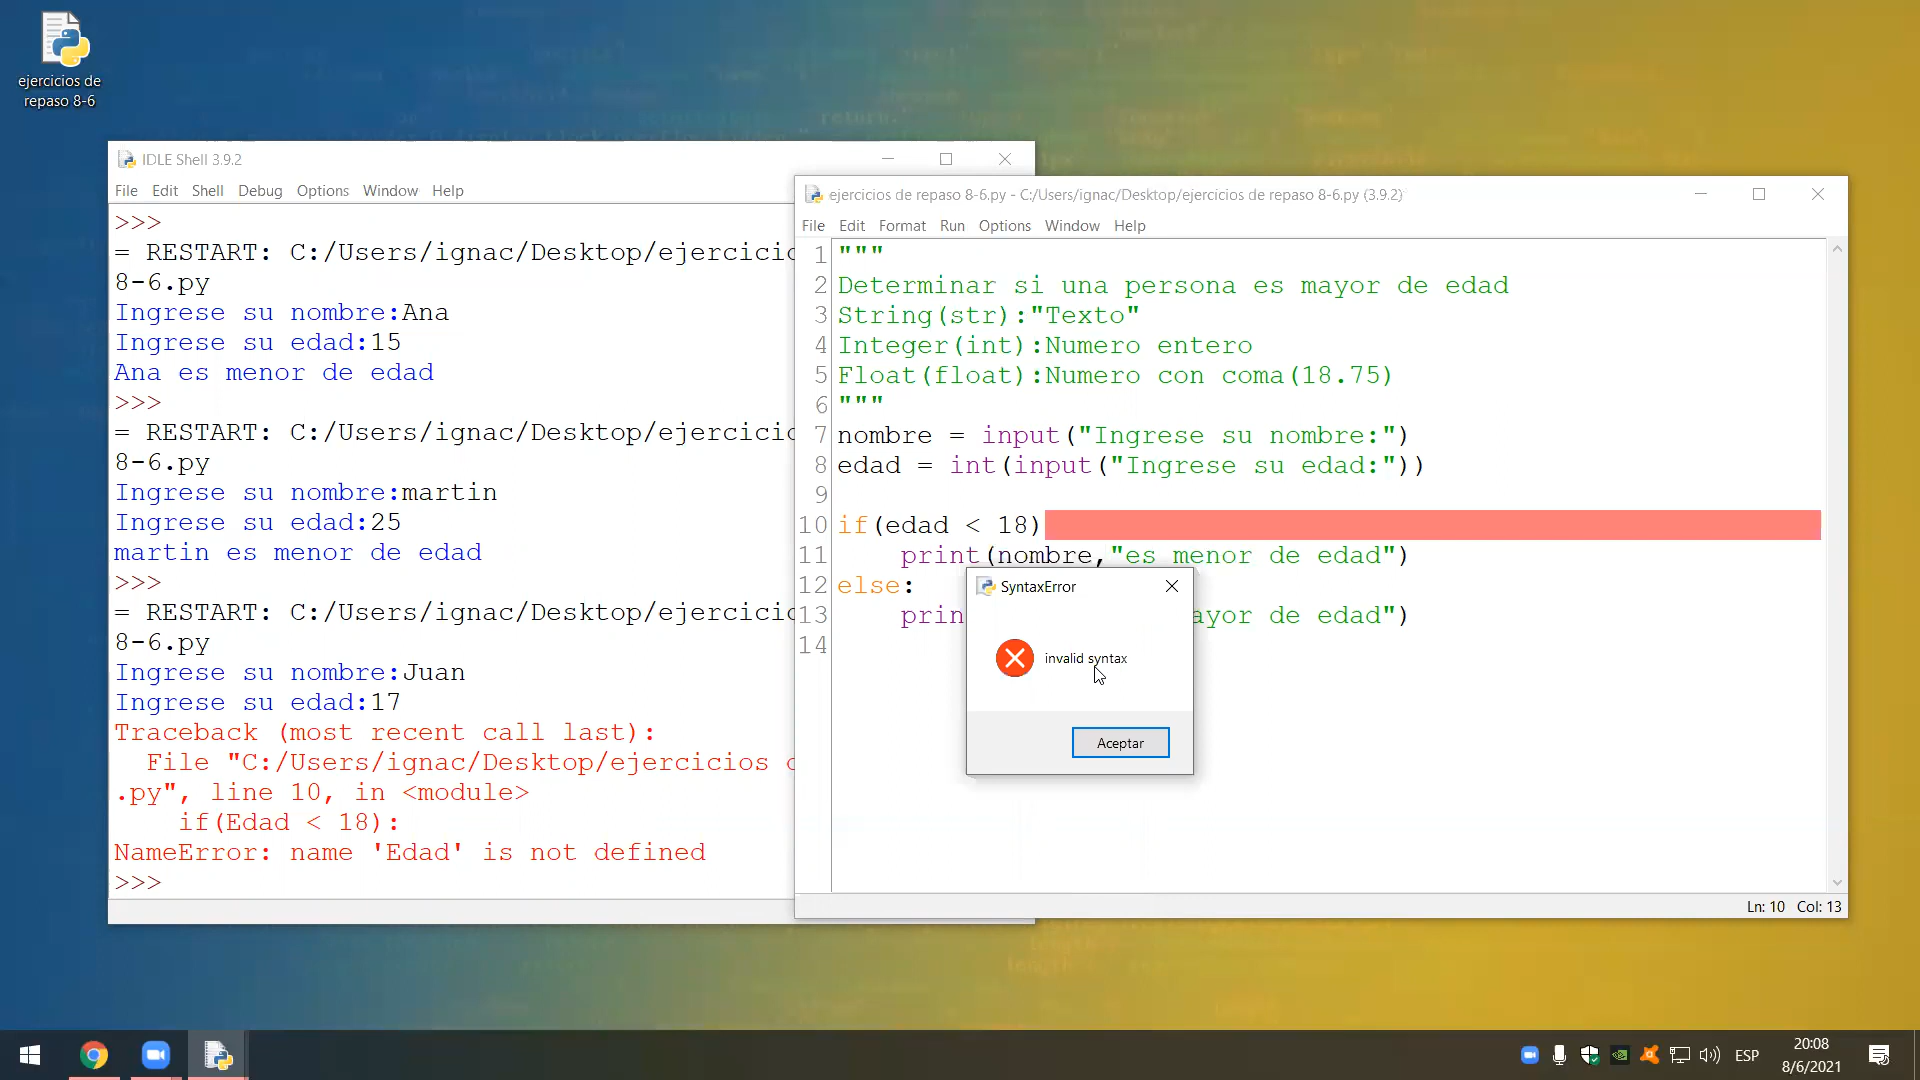 ejercicios de
repaso 8-6
IDLE Shell 3.9.2
File Edit Shell Debug Options Window Help
>>>
= RESTART: C:/Users/ignac/Desktop/ejercicio
8-6.py
Ingrese su nombre:Ana
Ingrese su edad:15
Ana es menor de edad
>>>
= RESTART: C:/Users/ignac/Desktop/ejercicio
8-6.py
Ingrese su nombre:martin
Ingrese su edad:25
martin es menor de edad
>>>
= RESTART: C:/Users/ignac/Desktop/ejercicio
8-6.py
Ingrese su nombre:Juan
Ingrese su edad:17
Traceback (most recent call last):
  File "C:/Users/ignac/Desktop/ejercicios
.py", line 10, in <module>
    if(Edad < 18):
NameError: name 'Edad' is not defined
>>>
ejercicios de repaso 8-6.py - C:/Users/ignac/Desktop/ejercicios de repaso 8-6.py (3.9.2)
File Edit Format Run Options Window Help
1 """
2 Determinar si una persona es mayor de edad
3 String(str):"Texto"
4 Integer(int):Numero entero
5 Float(float):Numero con coma(18.75)
6 """
7 nombre = input("Ingrese su nombre:")
8 edad = int(input("Ingrese su edad:"))
9
10 if(edad < 18)
11     print(nombre,"es menor de edad")
12 else:
13     prin ayor de edad")
14
SyntaxError
invalid syntax
Aceptar
Ln: 10 Col: 13
ESP
20:08
8/6/2021